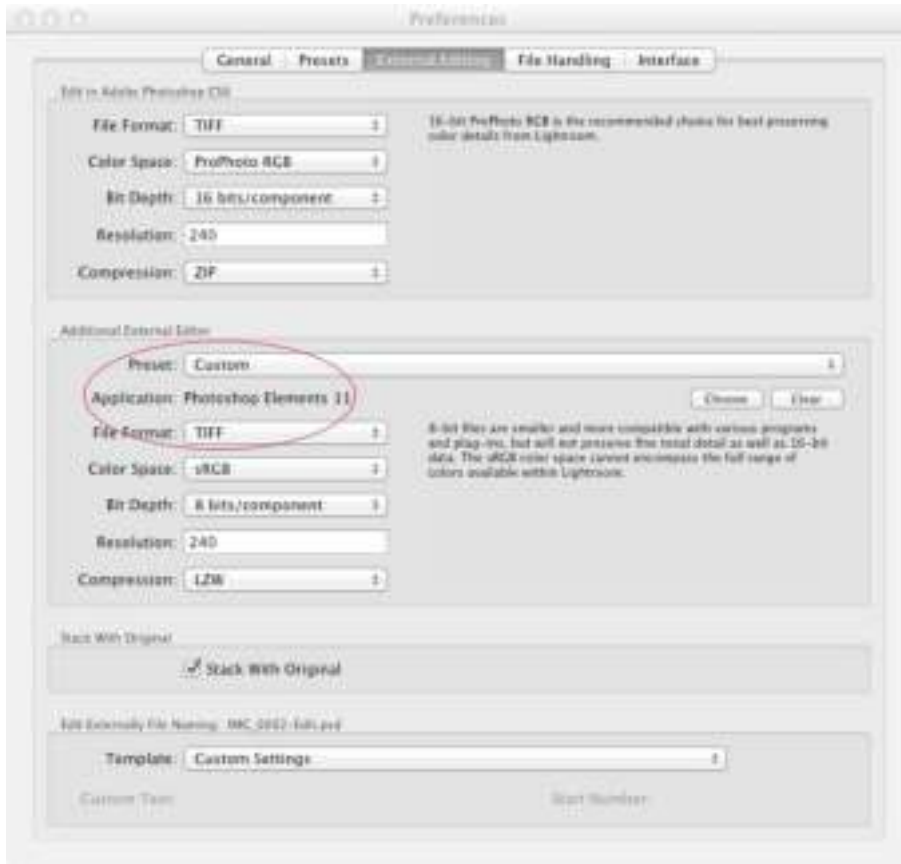 Preferences
General Presets External Editing File Handling Interface
Edit in Adobe Photoshop CS6
File Format: TIFF
16-bit ProPhoto RGB is the recommended choice for best preserving
color details from Lightroom.
Color Space: ProPhoto RGB
Bit Depth: 16 bits/component
Resolution: 240
Compression: ZIP
Additional External Editor
Preset: Custom
Application: Photoshop Elements 11
Choose Clear
File Format: TIFF
8-bit files are smaller and more compatible with various programs
and plug-ins, but will not preserve fine tonal detail as well as 16-bit
data. The sRGB color space cannot encompass the full range of
colors available within Lightroom.
Color Space: sRGB
Bit Depth: 8 bits/component
Resolution: 240
Compression: LZW
Stack With Original
Stack With Original
Edit Externally File Naming: IMG_0002-Edit.psd
Template: Custom Settings
Custom Text: Start Number: